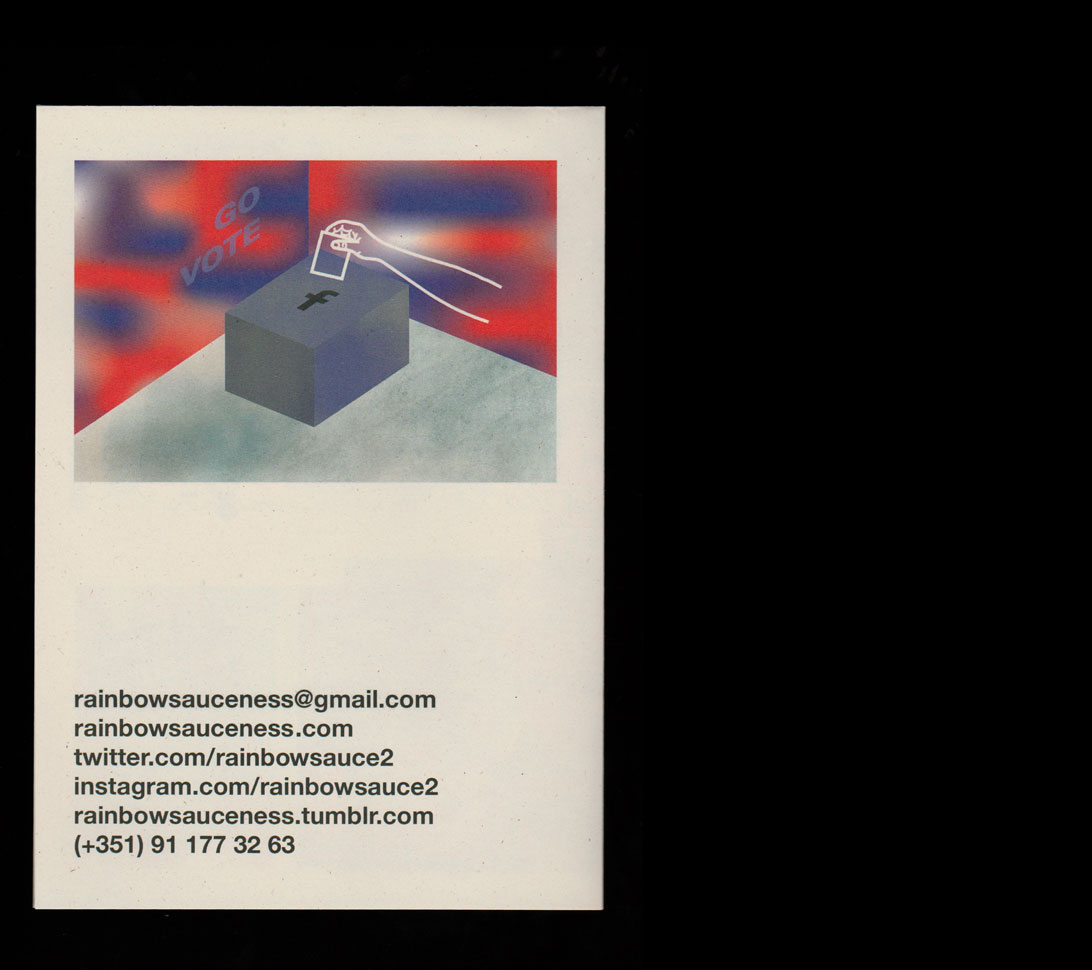 GO
VOTE
f
rainbowsauceness@gmail.com
rainbowsauceness.com
twitter.com/rainbowsauce2
instagram.com/rainbowsauce2
rainbowsauceness.tumblr.com
(+351) 91 177 32 63